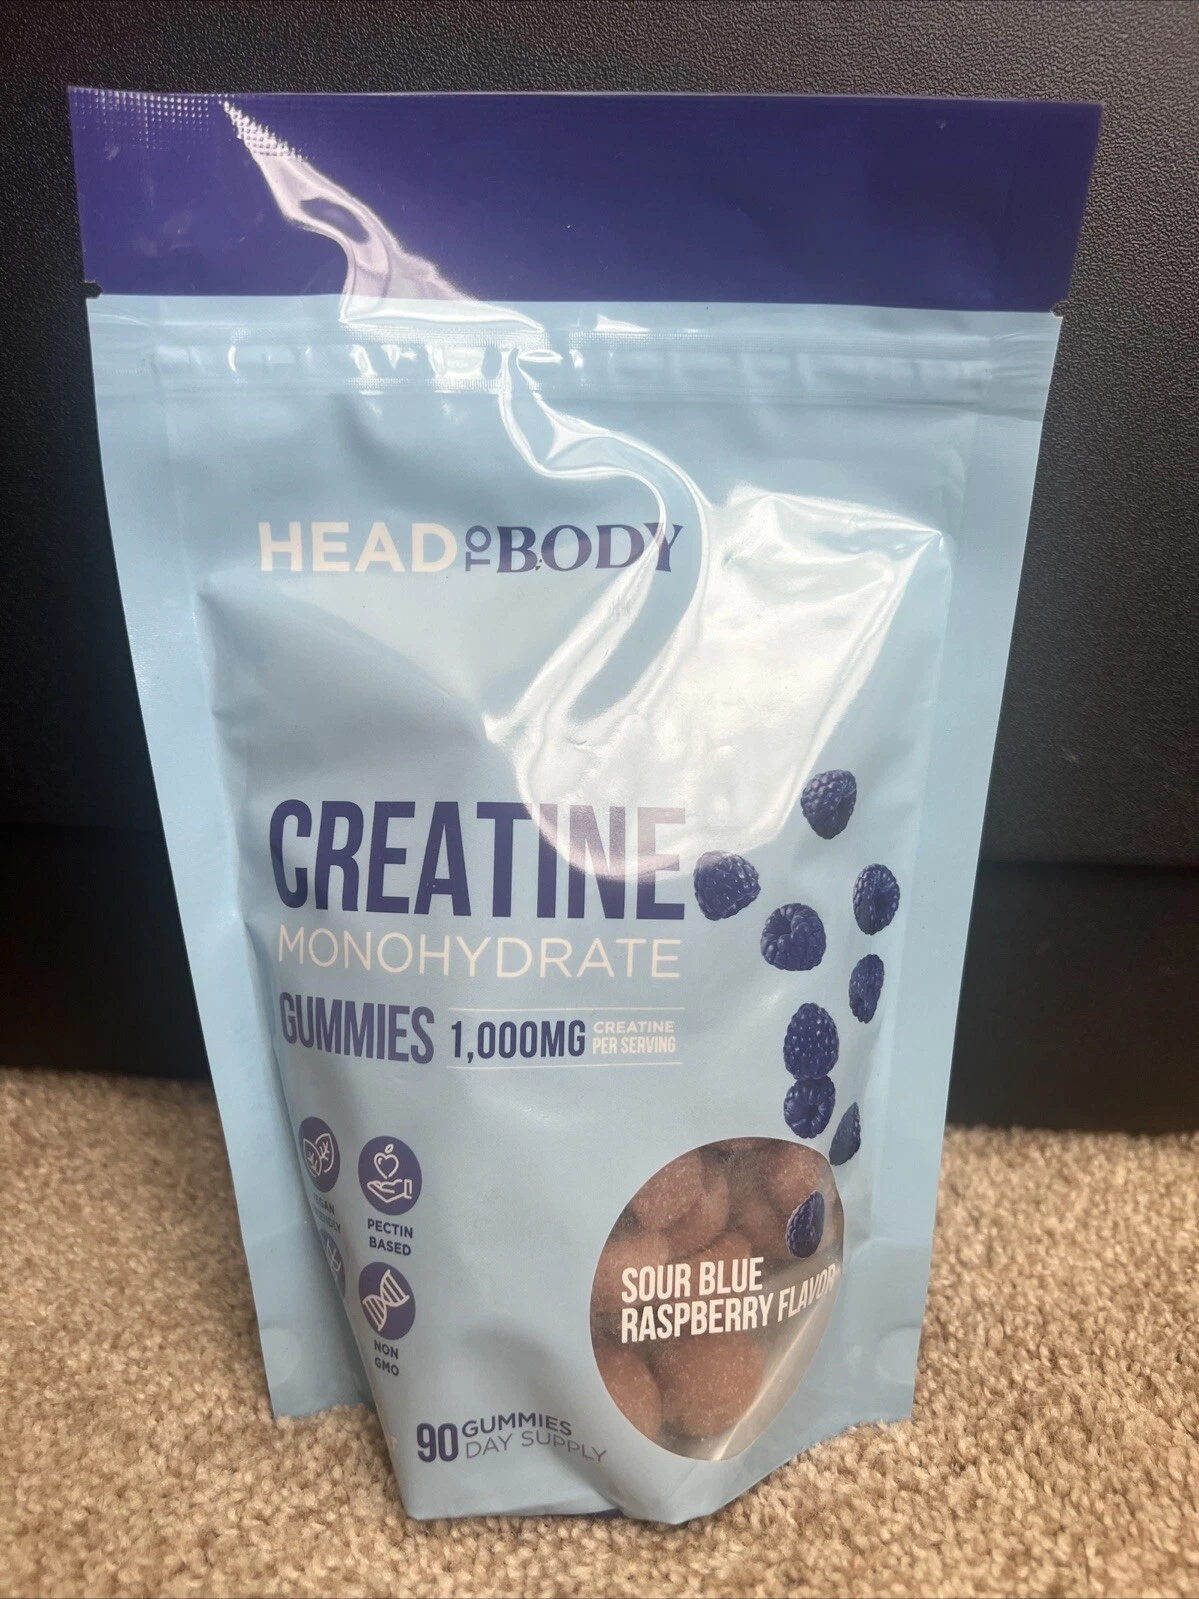 HEAD TO BODY
CREATINE
MONOHYDRATE
GUMMIES 1,000MG CREATINE
PER SERVING
PECTIN
BASED
NON
GMO
SOUR BLUE
RASPBERRY FLAVOR
90 GUMMIES
DAY SUPPLY